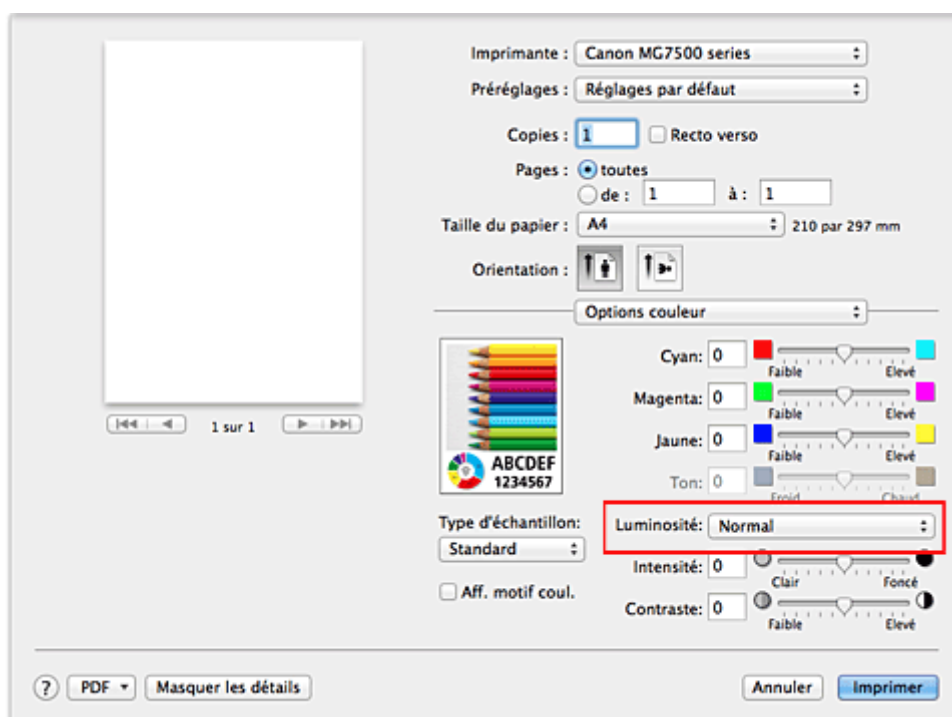 Imprimante : Canon MG7500 series
Préréglages : Réglages par défaut
Copies : 1 Recto verso
Pages : toutes
de : 1 à : 1
Taille du papier : A4 210 par 297 mm
Orientation :
Options couleur
1 sur 1
ABCDEF
1234567
Cyan: 0
Faible Elevé
Magenta: 0
Faible Elevé
Jaune: 0
Faible Elevé
Ton: 0
Froid Chaud
Type d'échantillon:
Standard
Aff. motif coul.
Luminosité: Normal
Intensité: 0
Clair Foncé
Contraste: 0
Faible Elevé
? PDF Masquer les détails Annuler Imprimer